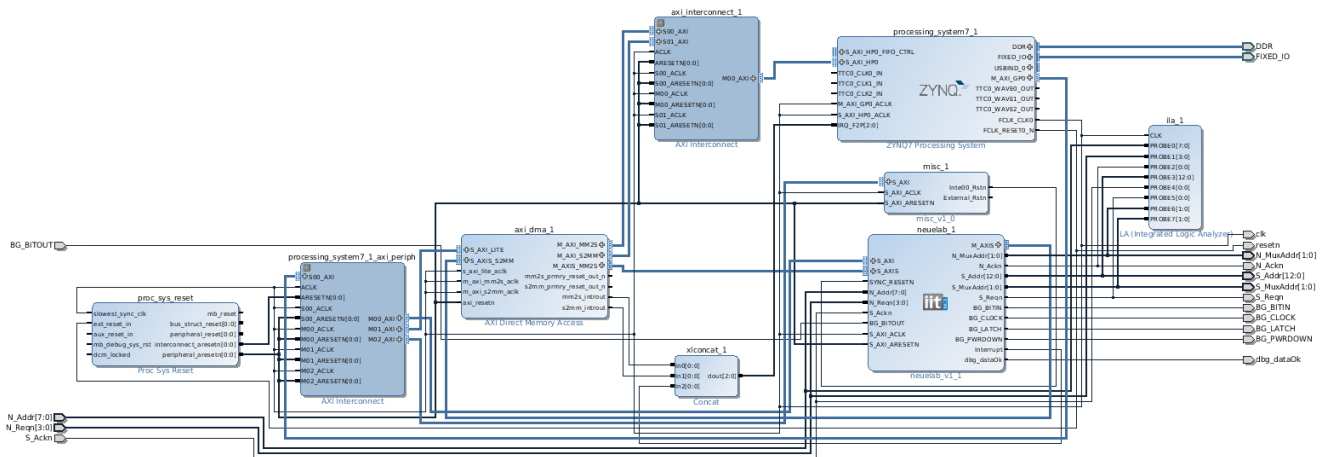 axi_interconnect_1
S00_AXI
S01_AXI
ACLK
ARESETN[0:0]
S00_ACLK
S00_ARESETN[0:0]
M00_ACLK
M00_ARESETN[0:0]
S01_ACLK
S01_ARESETN[0:0]
M00_AXI
AXI Interconnect
processing_system7_1
S_AXI_HP0_FIFO_CTRL
S_AXI_HP0
TTC0_CLK0_IN
TTC0_CLK1_IN
TTC0_CLK2_IN
M_AXI_GP0_ACLK
S_AXI_HP0_ACLK
IRQ_F2P[2:0]
ZYNQ
DDR
FIXED_IO
USBIND_0
M_AXI_GP0
TTC0_WAVE0_OUT
TTC0_WAVE1_OUT
TTC0_WAVE2_OUT
FCLK_CLK0
FCLK_RESET0_N
ZYNQ7 Processing System
DDR
FIXED_IO
ila_1
CLK
PROBE0[7:0]
PROBE1[3:0]
PROBE2[0:0]
PROBE3[12:0]
PROBE4[0:0]
PROBE5[0:0]
PROBE6[1:0]
PROBE7[1:0]
LA (Integrated Logic Analyzer)
misc_1
S_AXI
S_AXI_ACLK
S_AXI_ARESETN
Inte00_Rstn
External_Rstn
misc_v1_0
BG_BITOUT
axi_dma_1
S_AXI_LITE
S_AXIS_S2MM
s_axi_lite_aclk
m_axi_mm2s_aclk
m_axi_s2mm_aclk
axi_resetn
M_AXI_MM2S
M_AXI_S2MM
M_AXIS_MM2S
mm2s_prmry_reset_out_n
s2mm_prmry_reset_out_n
mm2s_introut
s2mm_introut
AXI Direct Memory Access
neuelab_1
S_AXI
S_AXIS
SYNC_RESETN
N_Addr[7:0]
N_Reqn[3:0]
S_Ackn
BG_BITOUT
S_AXI_ACLK
S_AXI_ARESETN
iit
M_AXIS
N_MuxAddr[1:0]
N_Ackn
S_Addr[12:0]
S_MuxAddr[1:0]
S_Reqn
BG_BITIN
BG_CLOCK
BG_LATCH
BG_PWRDOWN
Interrupt
dbg_dataOk
neuelab_v1_1
clk
resetn
N_MuxAddr[1:0]
N_Ackn
S_Addr[12:0]
S_MuxAddr[1:0]
S_Reqn
BG_BITIN
BG_CLOCK
BG_LATCH
BG_PWRDOWN
dbg_dataOk
processing_system7_1_axi_periph
S00_AXI
ACLK
ARESETN[0:0]
S00_ACLK
S00_ARESETN[0:0]
M00_ACLK
M00_ARESETN[0:0]
M01_ACLK
M01_ARESETN[0:0]
M02_ACLK
M02_ARESETN[0:0]
M00_AXI
M01_AXI
M02_AXI
AXI Interconnect
proc_sys_reset
slowest_sync_clk
ext_reset_in
aux_reset_in
mb_debug_sys_rst
dcm_locked
mb_reset
bus_struct_reset[0:0]
peripheral_reset[0:0]
interconnect_aresetn[0:0]
peripheral_aresetn[0:0]
Proc Sys Reset
xlconcat_1
In0[0:0]
In1[0:0]
In2[0:0]
dout[2:0]
Concat
N_Addr[7:0]
N_Reqn[3:0]
S_Ackn